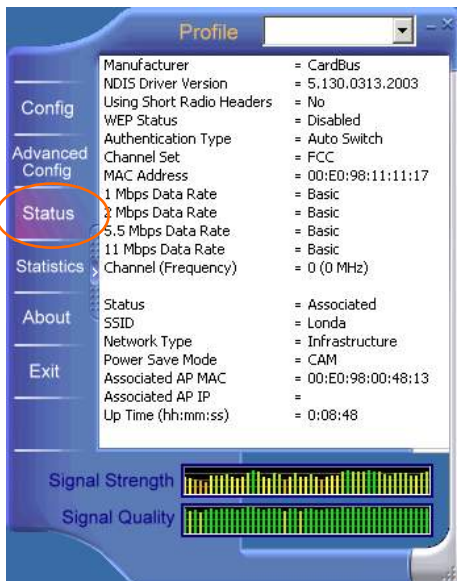 Profile
Config
Advanced
Config
Status
Statistics
About
Exit
Manufacturer = CardBus
NDIS Driver Version = 5.130.0313.2003
Using Short Radio Headers = No
WEP Status = Disabled
Authentication Type = Auto Switch
Channel Set = FCC
MAC Address = 00:E0:98:11:11:17
1 Mbps Data Rate = Basic
2 Mbps Data Rate = Basic
5.5 Mbps Data Rate = Basic
11 Mbps Data Rate = Basic
Channel (Frequency) = 0 (0 MHz)
Status = Associated
SSID = Londa
Network Type = Infrastructure
Power Save Mode = CAM
Associated AP MAC = 00:E0:98:00:48:13
Associated AP IP =
Up Time (hh:mm:ss) = 0:08:48
Signal Strength
Signal Quality